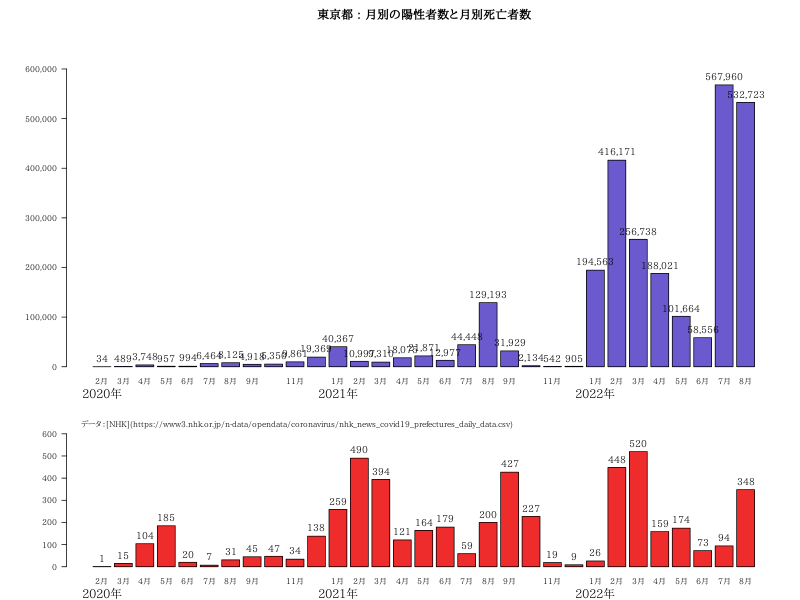 東京都：月別の陽性者数と月別死亡者数
600,000
500,000
400,000
300,000
200,000
100,000
0
34 489 3,748 957 994 6,464 8,125 4,918 5,350 9,861 19,369 40,367 10,997 9,310 18,075 21,871 12,977 44,448 129,193 31,929 2,134 542 905 194,563 416,171 256,738 188,021 101,664 58,556 567,960 532,723
2月 3月 4月 5月 6月 7月 8月 9月 11月 1月 2月 3月 4月 5月 6月 7月 8月 9月 11月 1月 2月 3月 4月 5月 6月 7月 8月
2020年 2021年 2022年
データ：[NHK](https://www3.nhk.or.jp/n-data/opendata/coronavirus/nhk_news_covid19_prefectures_daily_data.csv)
600
500
400
300
200
100
0
1 15 104 185 20 7 31 45 47 34 138 259 490 394 121 164 179 59 200 427 227 19 9 26 448 520 159 174 73 94 348
2月 3月 4月 5月 6月 7月 8月 9月 11月 1月 2月 3月 4月 5月 6月 7月 8月 9月 11月 1月 2月 3月 4月 5月 6月 7月 8月
2020年 2021年 2022年